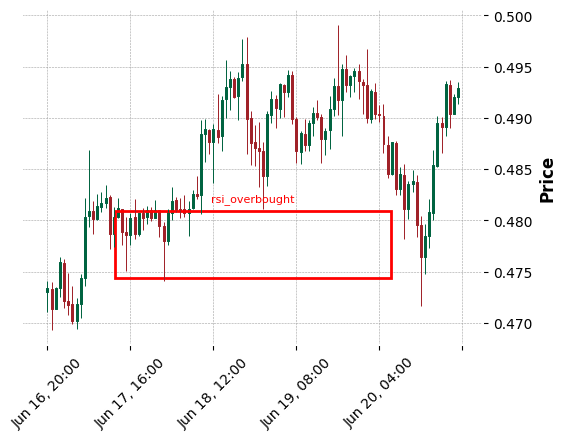 0.500
0.495
0.490
0.485
0.480
0.475
0.470
Price
rsi_overbought
Jun 16, 20:00
Jun 17, 16:00
Jun 18, 12:00
Jun 19, 08:00
Jun 20, 04:00